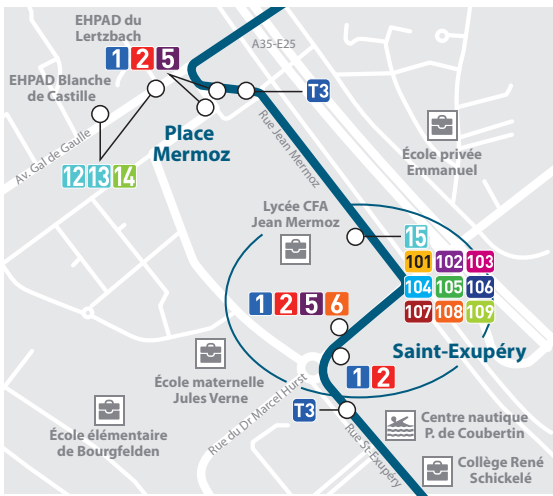 EHPAD du
Lertzbach
1 2 5
A35-E25
EHPAD Blanche
de Castille
T3
Place
Mermoz
Av. Gal de Gaulle
Rue Jean Mermoz
12 13 14
École privée
Emmanuel
Lycée CFA
Jean Mermoz
15
101 102 103
104 105 106
107 108 109
1 2 5 6
Saint-Exupéry
1 2
École maternelle
Jules Verne
T3
Rue du Dr Marcel Hurst
Rue St-Exupéry
Centre nautique
P. de Coubertin
École élémentaire
de Bourgfelden
Collège René
Schickelé